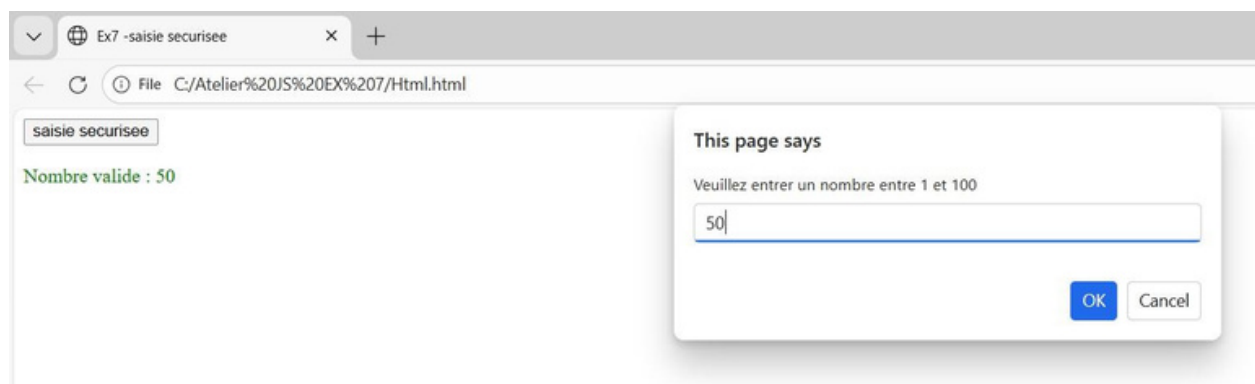 Ex7 -saisie securisee
File C:/Atelier%20JS%20EX%207/Html.html
saisie securisee
Nombre valide : 50
This page says
Veuillez entrer un nombre entre 1 et 100
50
OK Cancel